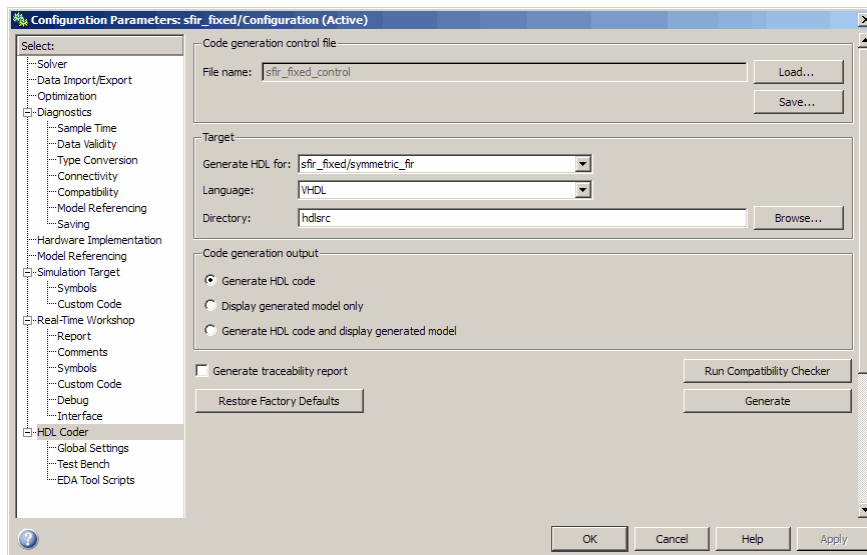 Configuration Parameters: sfir_fixed/Configuration (Active)
Select:
Solver
Data Import/Export
Optimization
Diagnostics
Sample Time
Data Validity
Type Conversion
Connectivity
Compatibility
Model Referencing
Saving
Hardware Implementation
Model Referencing
Simulation Target
Symbols
Custom Code
Real-Time Workshop
Report
Comments
Symbols
Custom Code
Debug
Interface
HDL Coder
Global Settings
Test Bench
EDA Tool Scripts
Code generation control file
File name: sfir_fixed_control Load...
Save...
Target
Generate HDL for: sfir_fixed/symmetric_fir
Language: VHDL
Directory: hdlsrc Browse...
Code generation output
Generate HDL code
Display generated model only
Generate HDL code and display generated model
Generate traceability report Run Compatibility Checker
Restore Factory Defaults Generate
OK Cancel Help Apply